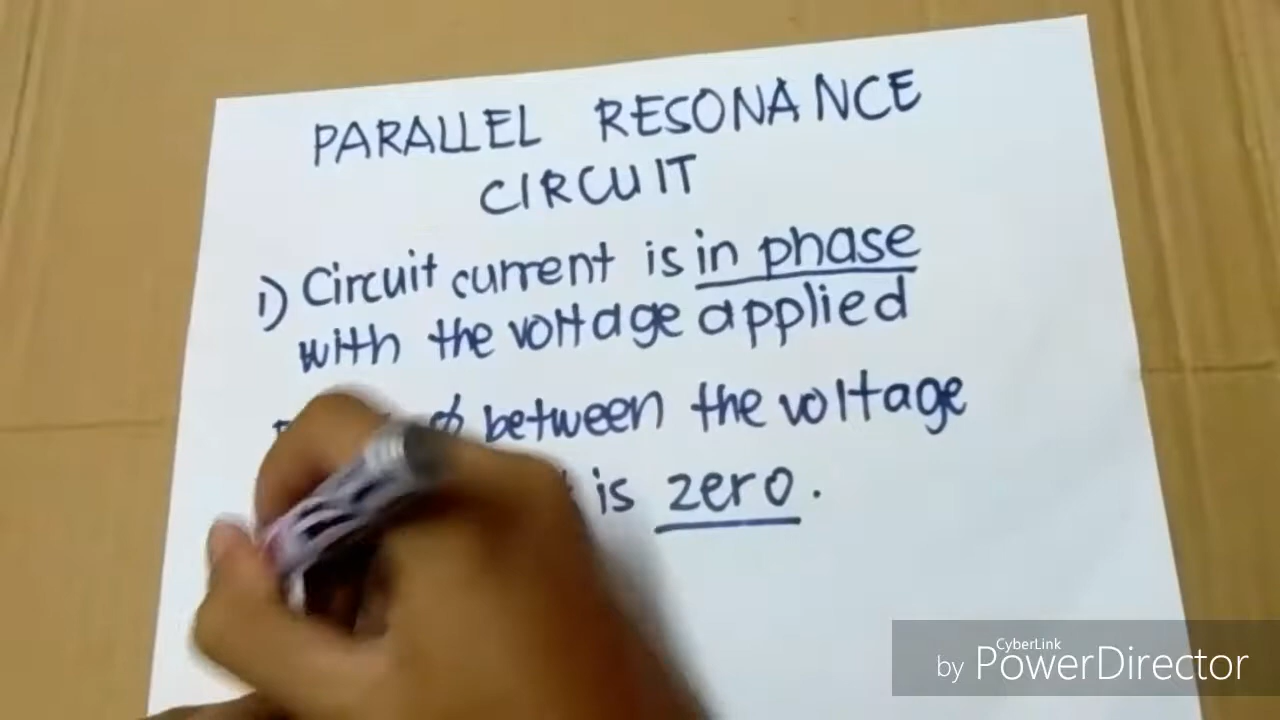 PARALLEL RESONANCE
CIRCUIT
1) Circuit current is in phase
with the voltage applied
φ between the voltage
is zero.
CyberLink
by PowerDirector